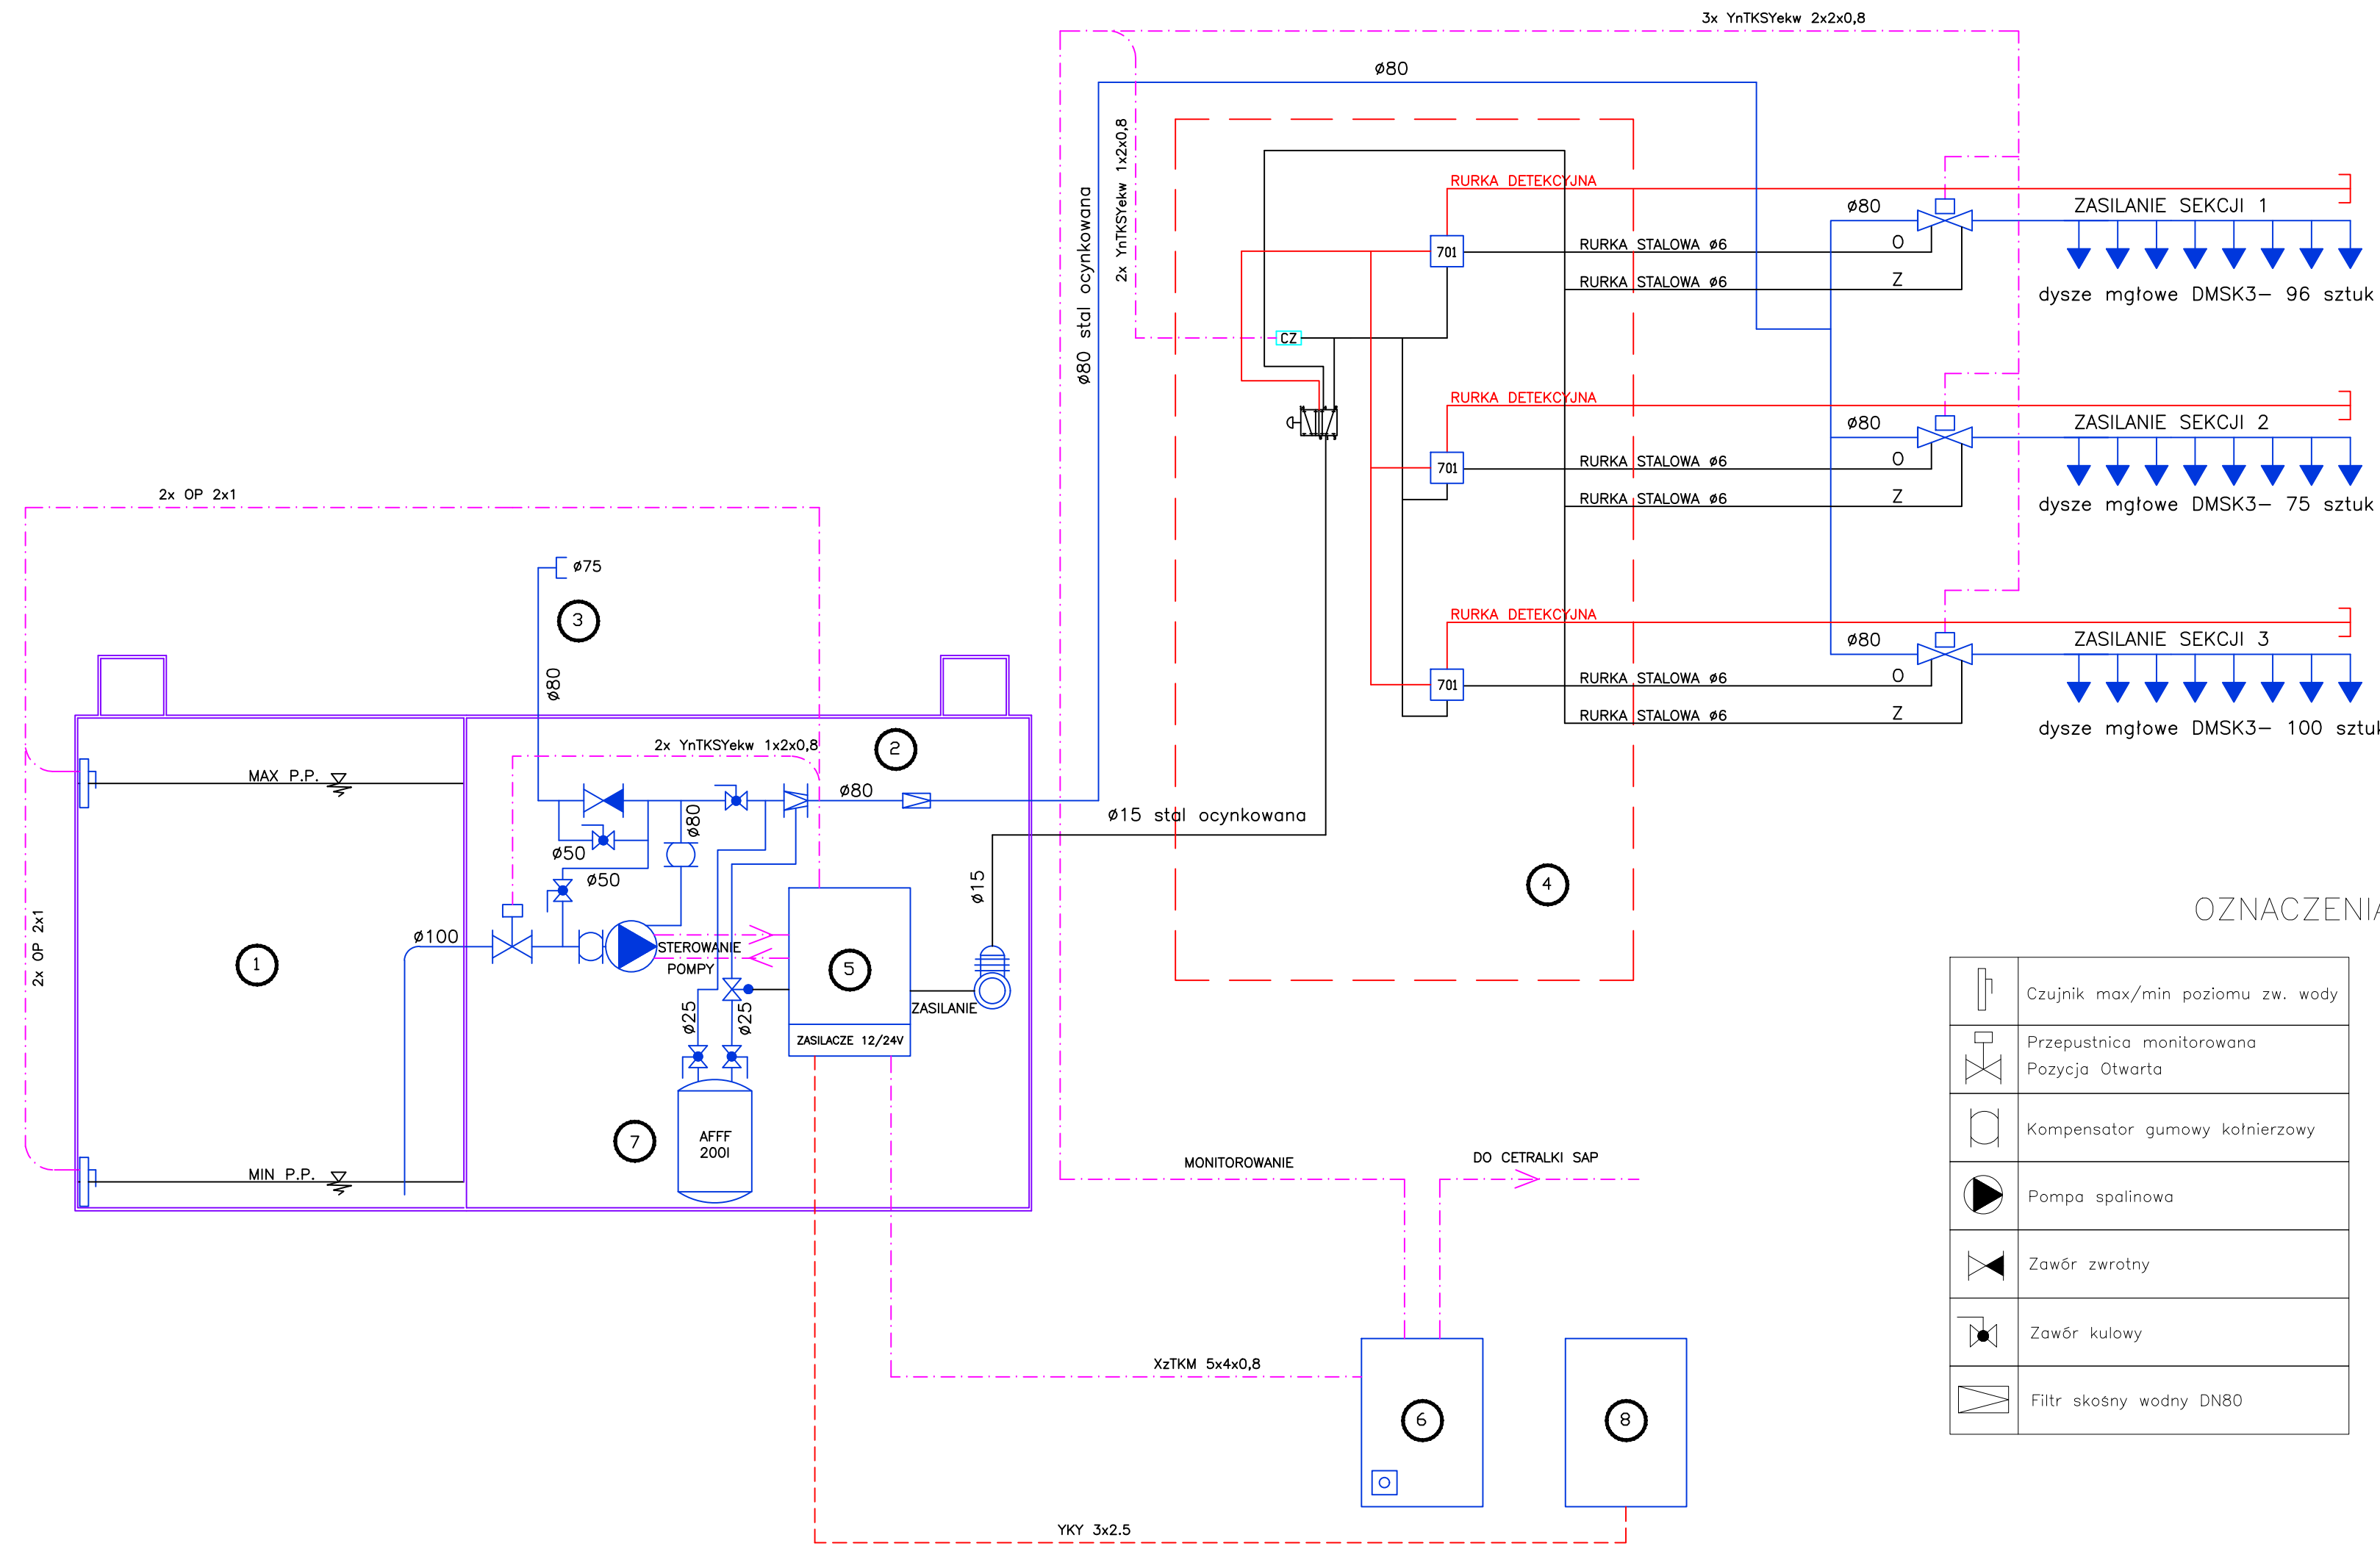 3x YnTKSYekw 2x2x0,8
ø80
2x YnTKSYekw 1x2x0,8
ø80 stal ocynkowana
RURKA DETEKCYJNA
ø80
ZASILANIE SEKCJI 1
701
RURKA STALOWA ø6
O
RURKA STALOWA ø6
Z
dysze mgłowe DMSK3- 96 sztuk
CZ
RURKA DETEKCYJNA
ø80
ZASILANIE SEKCJI 2
701
RURKA STALOWA ø6
O
RURKA STALOWA ø6
Z
dysze mgłowe DMSK3- 75 sztuk
RURKA DETEKCYJNA
ø80
ZASILANIE SEKCJI 3
701
RURKA STALOWA ø6
O
RURKA STALOWA ø6
Z
dysze mgłowe DMSK3- 100 sztuk
2x OP 2x1
ø75
3
ø80
2x YnTKSYekw 1x2x0,8
2
MAX P.P.
ø80
ø80
ø50
ø50
ø15 stal ocynkowana
ø15
4
2x OP 2x1
1
ø100
STEROWANIE
POMPY
5
ZASILANIE
ø25
ø25
ZASILACZE 12/24V
7
AFFF
200l
MIN P.P.
MONITOROWANIE
DO CETRALKI SAP
XzTKM 5x4x0,8
6
8
YKY 3x2.5
OZNACZENIA
Czujnik max/min poziomu zw. wody
Przepustnica monitorowana
Pozycja Otwarta
Kompensator gumowy kołnierzowy
Pompa spalinowa
Zawór zwrotny
Zawór kulowy
Filtr skośny wodny DN80